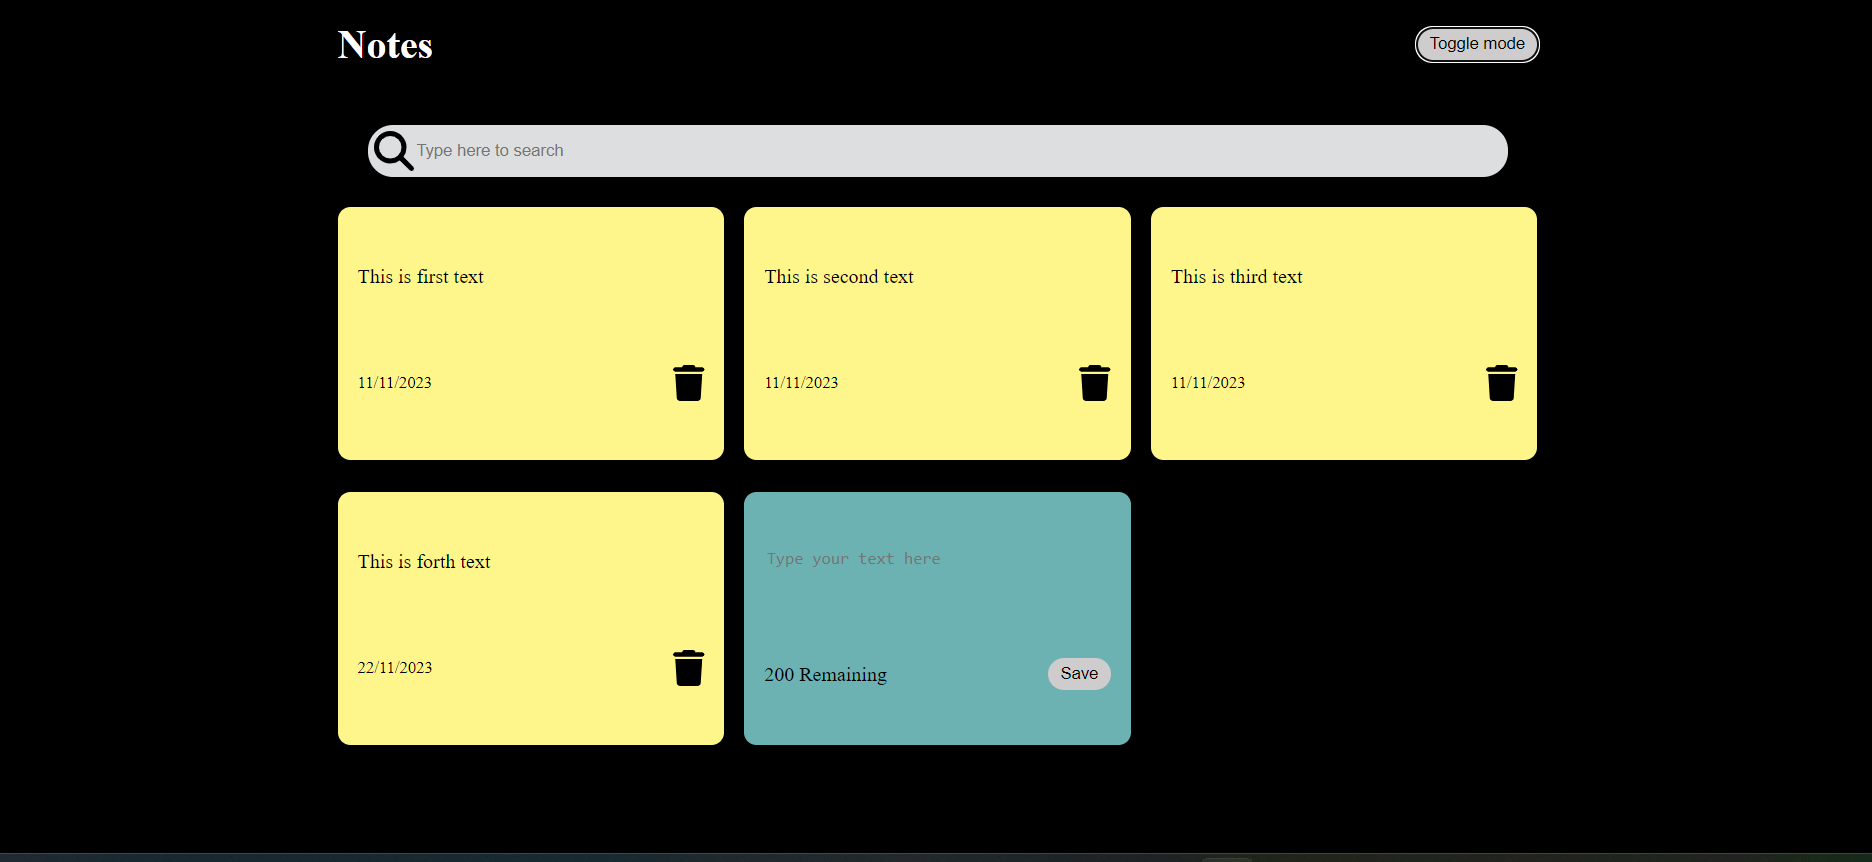 Notes
Toggle mode
Type here to search
This is first text
11/11/2023
This is second text
11/11/2023
This is third text
11/11/2023
This is forth text
22/11/2023
Type your text here
200 Remaining
Save